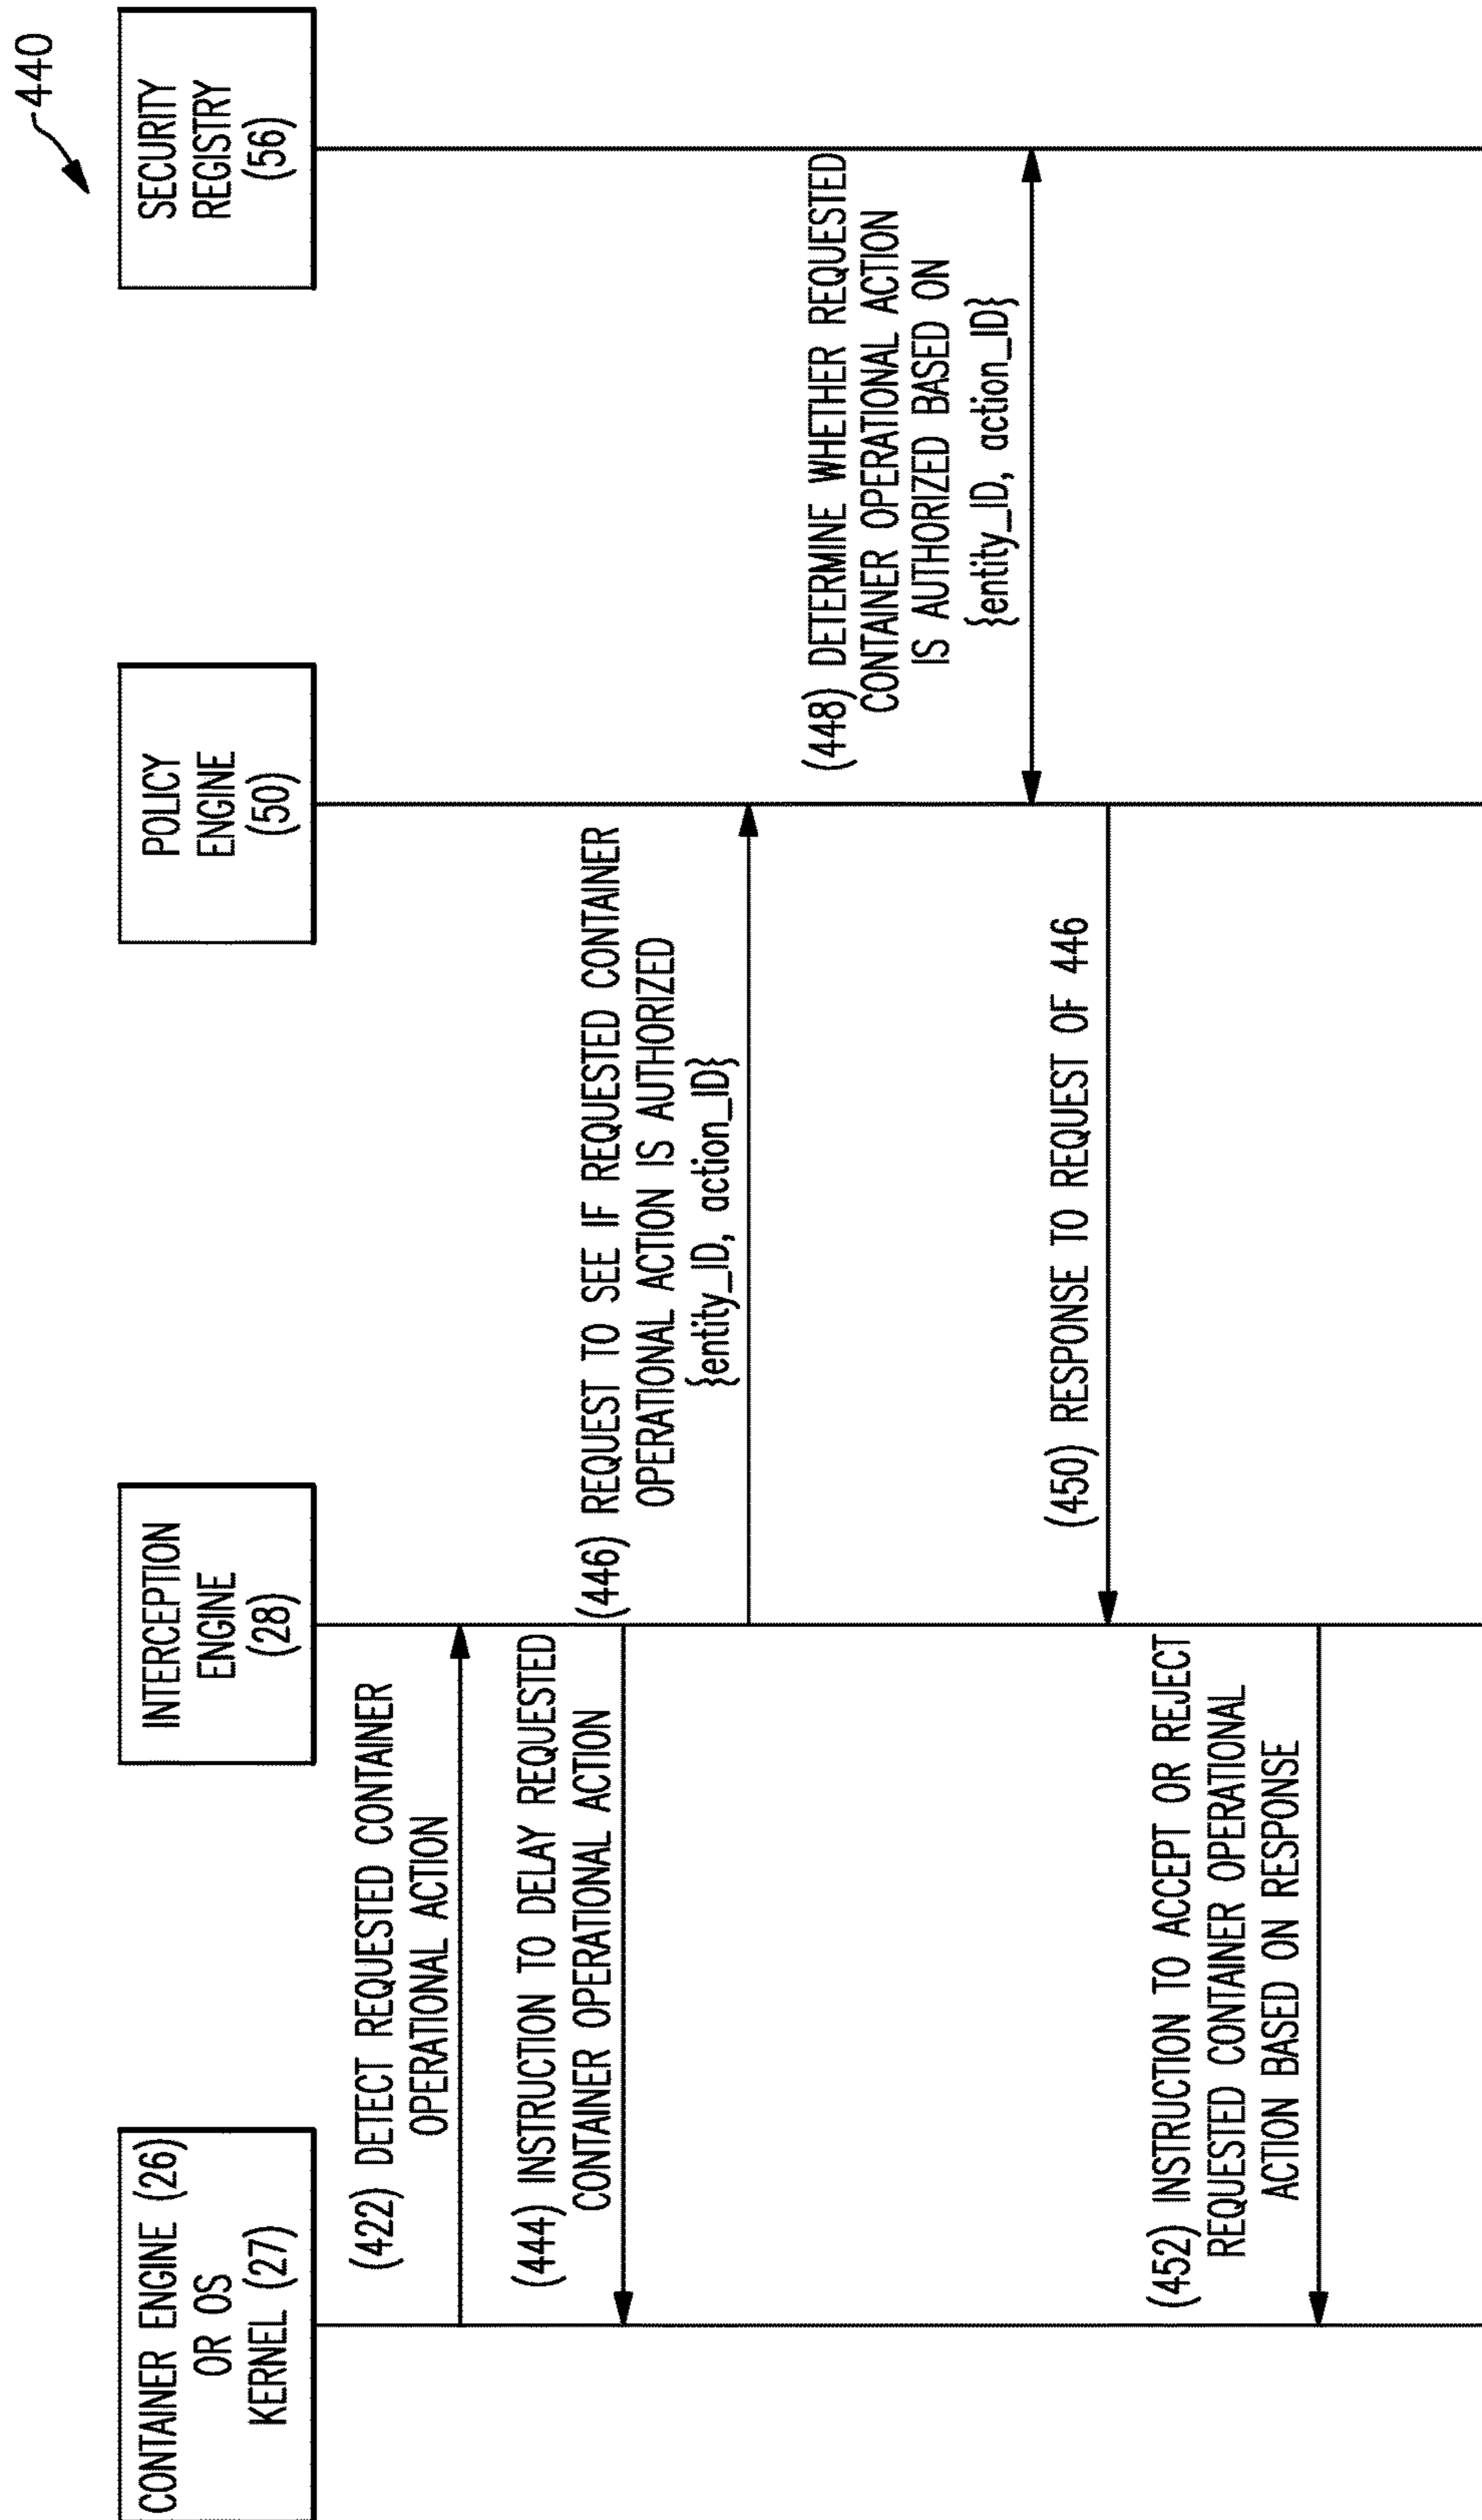 440
CONTAINER ENGINE (26)
OR OS
KERNEL (27)
INTERCEPTION
ENGINE
(28)
POLICY
ENGINE
(50)
SECURITY
REGISTRY
(56)
(422) DETECT REQUESTED CONTAINER
OPERATIONAL ACTION
(444) INSTRUCTION TO DELAY REQUESTED
CONTAINER OPERATIONAL ACTION
(446) REQUEST TO SEE IF REQUESTED CONTAINER
OPERATIONAL ACTION IS AUTHORIZED
{entity_ID, action_ID}
(448) DETERMINE WHETHER REQUESTED
CONTAINER OPERATIONAL ACTION
IS AUTHORIZED BASED ON
{entity_ID, action_ID}
(450) RESPONSE TO REQUEST OF 446
(452) INSTRUCTION TO ACCEPT OR REJECT
REQUESTED CONTAINER OPERATIONAL
ACTION BASED ON RESPONSE